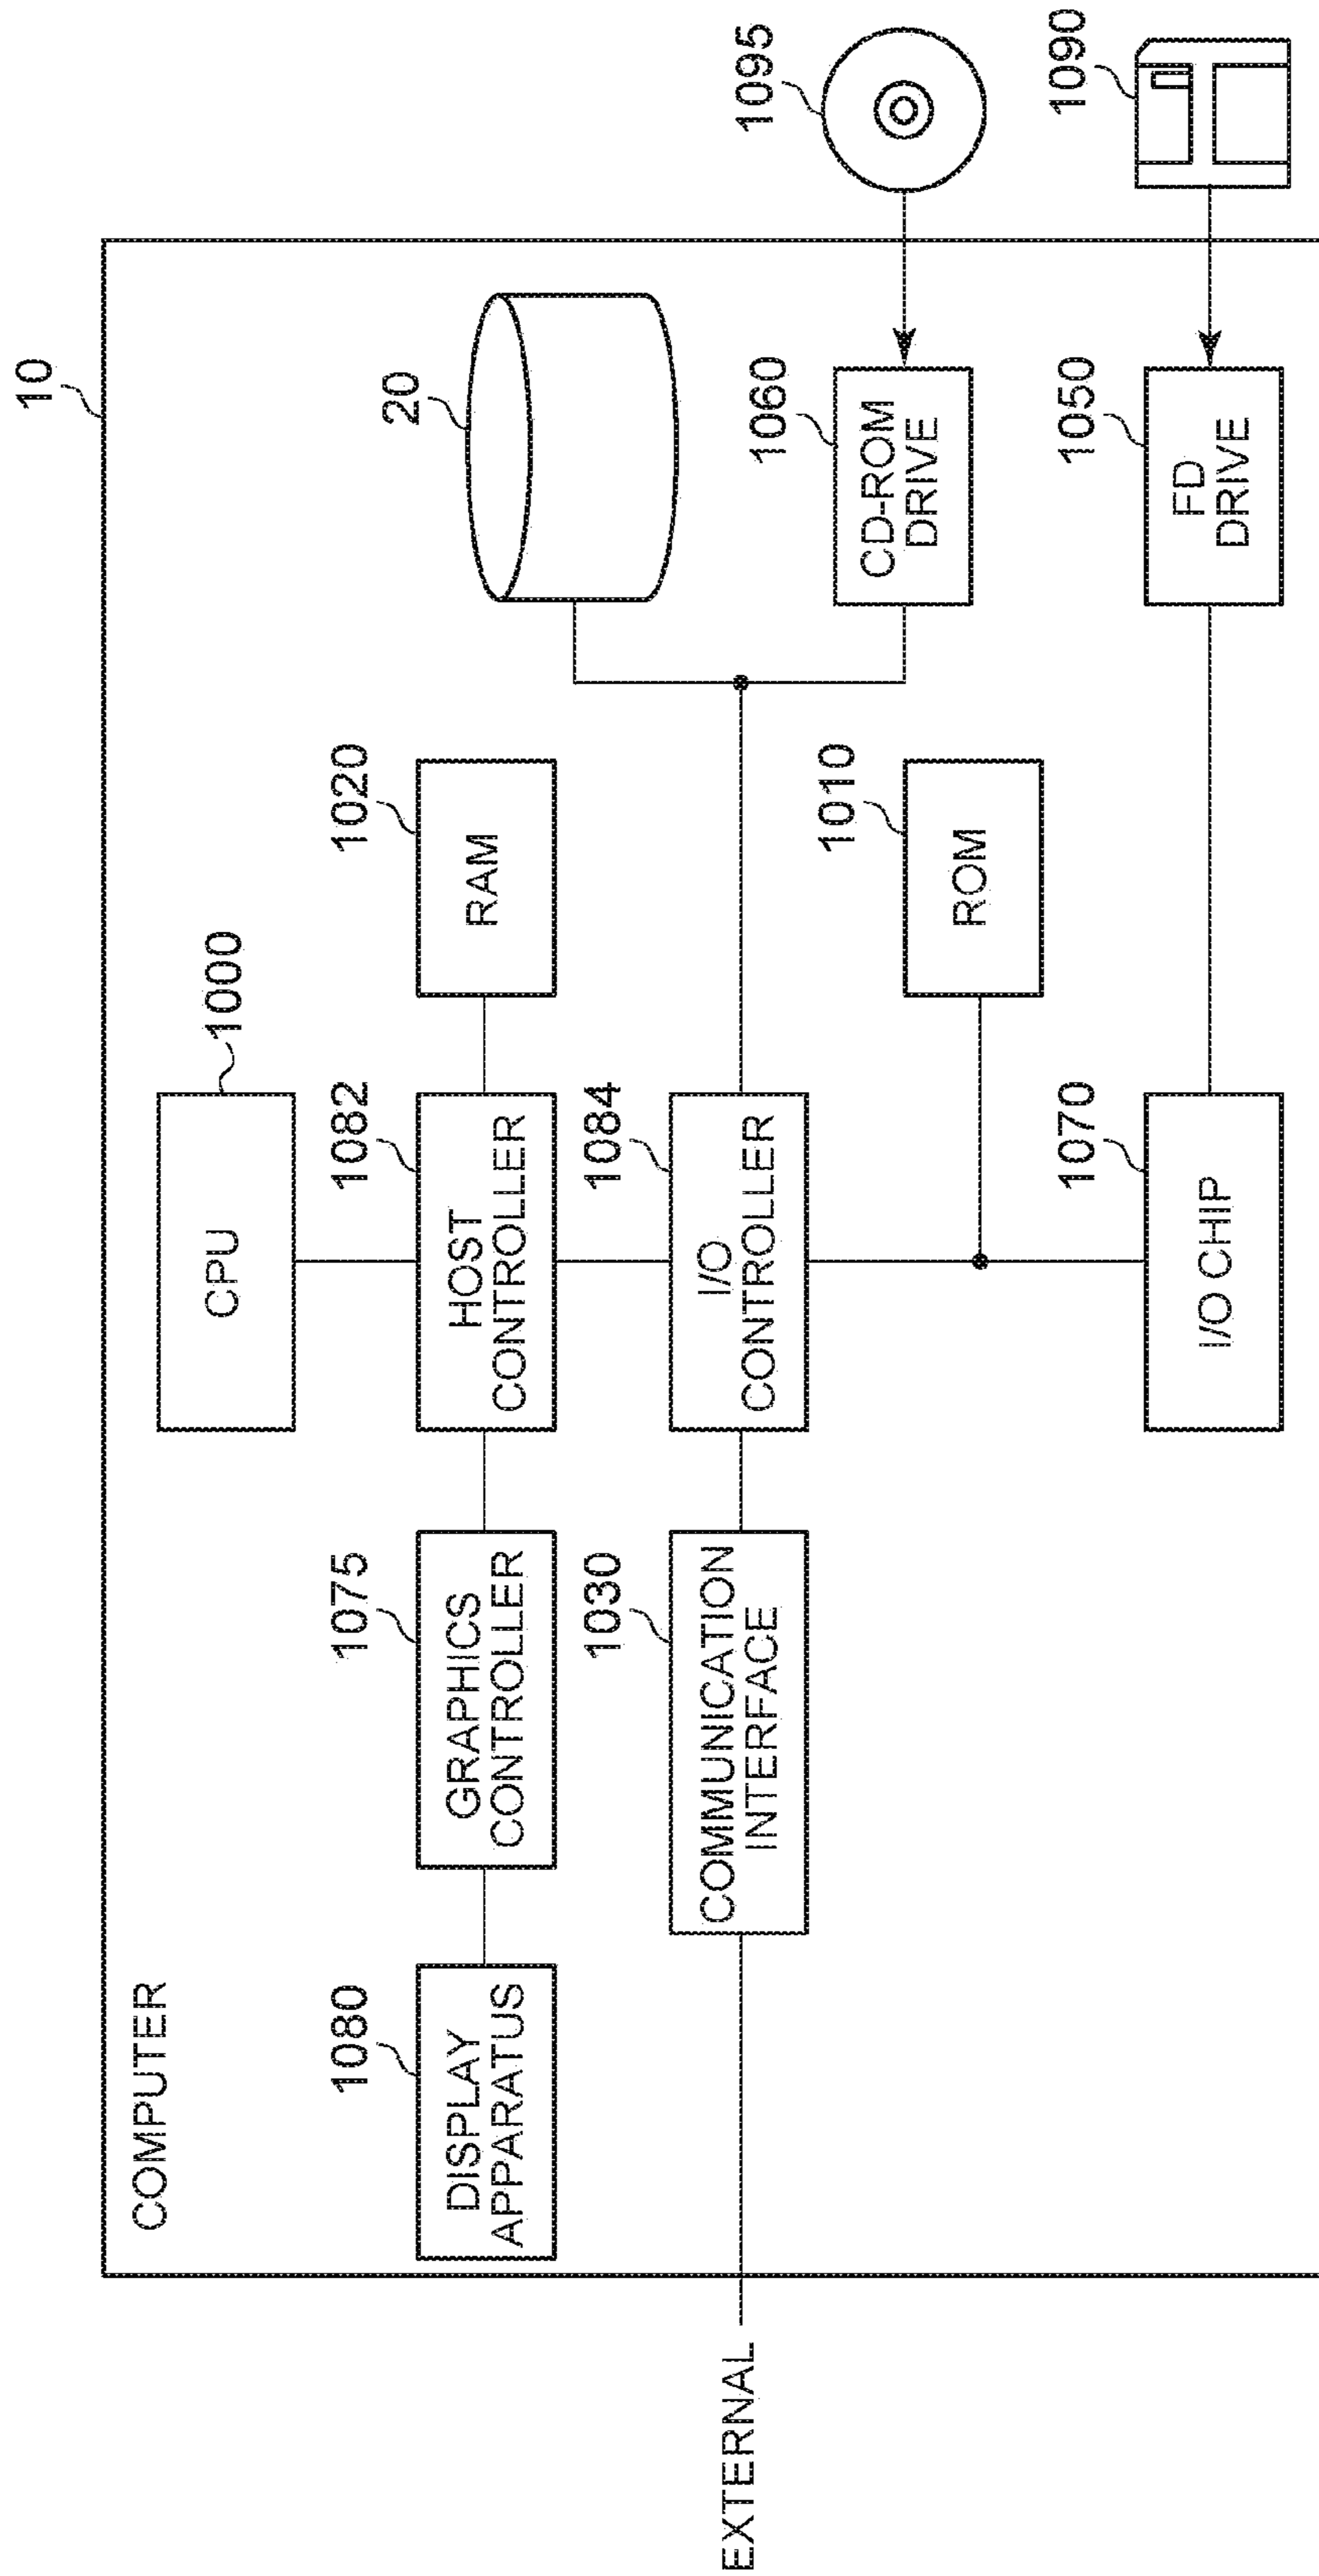 10
COMPUTER
CPU
1000
1080
DISPLAY
APPARATUS
1075
GRAPHICS
CONTROLLER
1082
HOST
CONTROLLER
1020
RAM
20
EXTERNAL
1030
COMMUNICATION
INTERFACE
1084
I/O
CONTROLLER
1095
1060
CD-ROM
DRIVE
1010
ROM
1070
I/O CHIP
1050
FD
DRIVE
1090